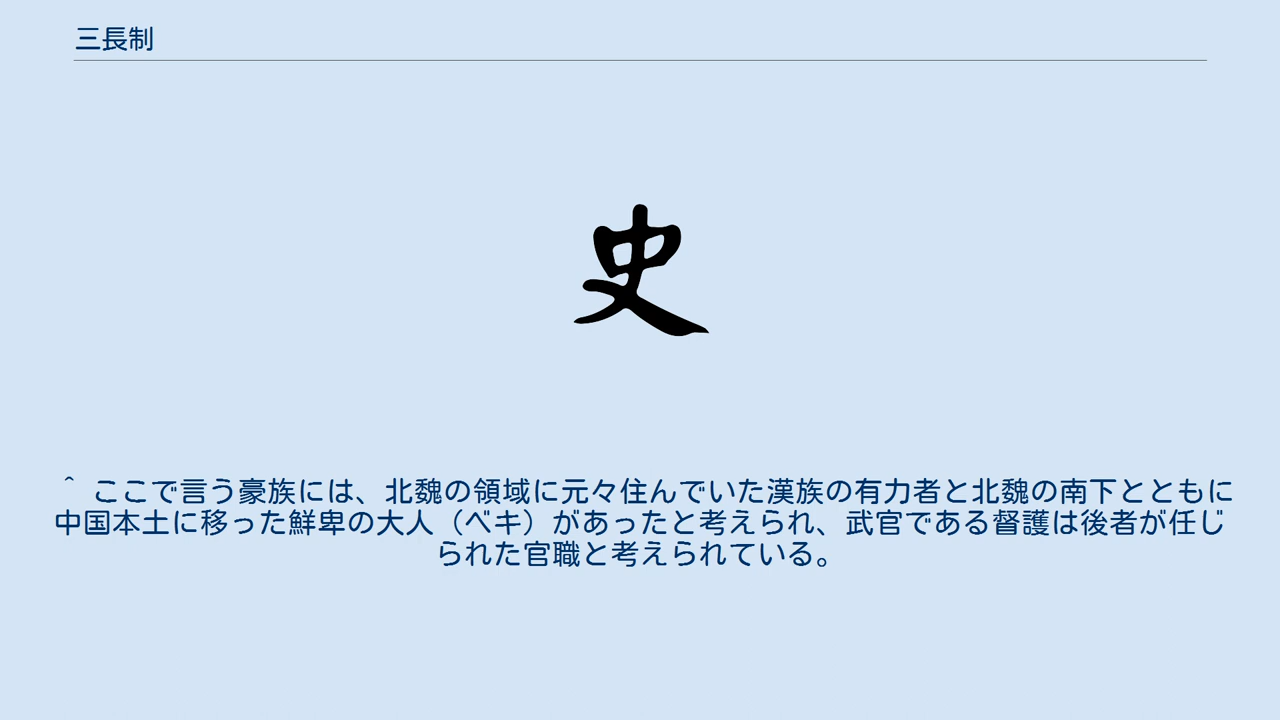 三長制
史
^ ここで言う豪族には、北魏の領域に元々住んでいた漢族の有力者と北魏の南下とともに
中国本土に移った鮮卑の大人（べキ）があったと考えられ、武官である督護は後者が任じ
られた官職と考えられている。